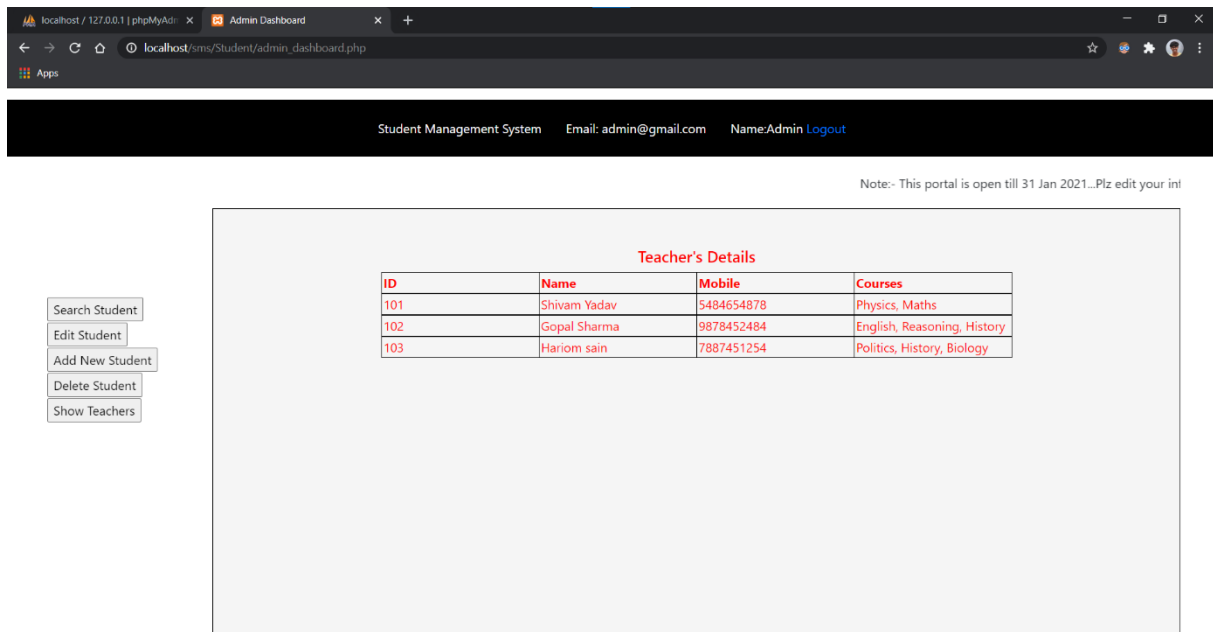 localhost / 127.0.0.1 | phpMyAdm
Admin Dashboard
localhost/sms/Student/admin_dashboard.php
Apps
Student Management System Email: admin@gmail.com Name:Admin Logout
Note:- This portal is open till 31 Jan 2021...Plz edit your inf
Teacher's Details
ID Name Mobile Courses
101 Shivam Yadav 5484654878 Physics, Maths
102 Gopal Sharma 9878452484 English, Reasoning, History
103 Hariom sain 7887451254 Politics, History, Biology
Search Student
Edit Student
Add New Student
Delete Student
Show Teachers